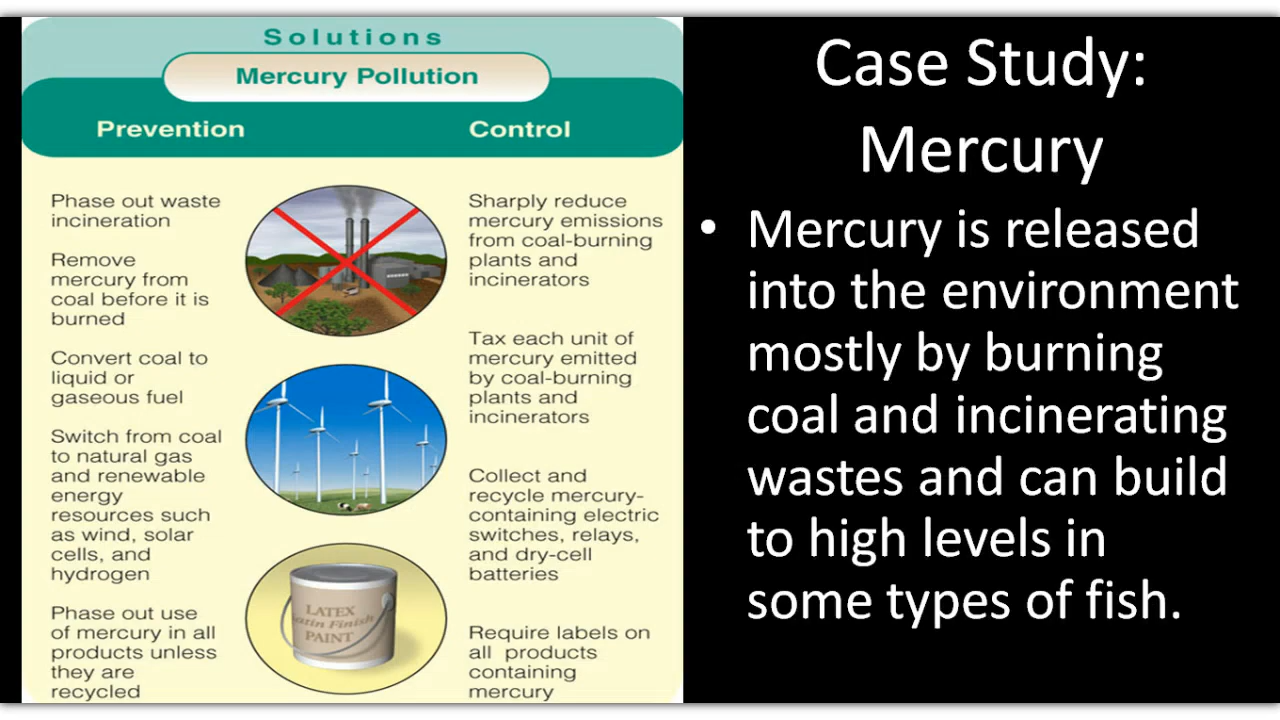 Solutions
Mercury Pollution
Prevention
Control
Phase out waste
incineration
Remove
mercury from
coal before it is
burned
Convert coal to
liquid or
gaseous fuel
Switch from coal
to natural gas
and renewable
energy
resources such
as wind, solar
cells, and
hydrogen
Phase out use
of mercury in all
products unless
they are
recycled
LATEX
Satin Finish
PAINT
Sharply reduce
mercury emissions
from coal-burning
plants and
incinerators
Tax each unit of
mercury emitted
by coal-burning
plants and
incinerators
Collect and
recycle mercury-
containing electric
switches, relays,
and dry-cell
batteries
Require labels on
all products
containing
mercury
Case Study:
Mercury
• Mercury is released
into the environment
mostly by burning
coal and incinerating
wastes and can build
to high levels in
some types of fish.